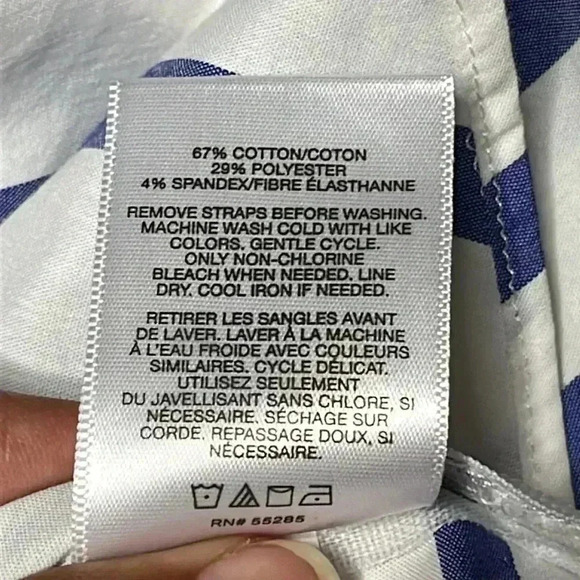 67% COTTON/COTON
29% POLYESTER
4% SPANDEX/FIBRE ÉLASTHANNE
REMOVE STRAPS BEFORE WASHING.
MACHINE WASH COLD WITH LIKE
COLORS. GENTLE CYCLE.
ONLY NON-CHLORINE
BLEACH WHEN NEEDED. LINE
DRY. COOL IRON IF NEEDED.
RETIRER LES SANGLES AVANT
DE LAVER. LAVER À LA MACHINE
À L'EAU FROIDE AVEC COULEURS
SIMILAIRES. CYCLE DÉLICAT.
UTILISEZ SEULEMENT
DU JAVELLISANT SANS CHLORE, SI
NÉCESSAIRE. SÉCHAGE SUR
CORDE. REPASSAGE DOUX, SI
NÉCESSAIRE.
RN# 55285